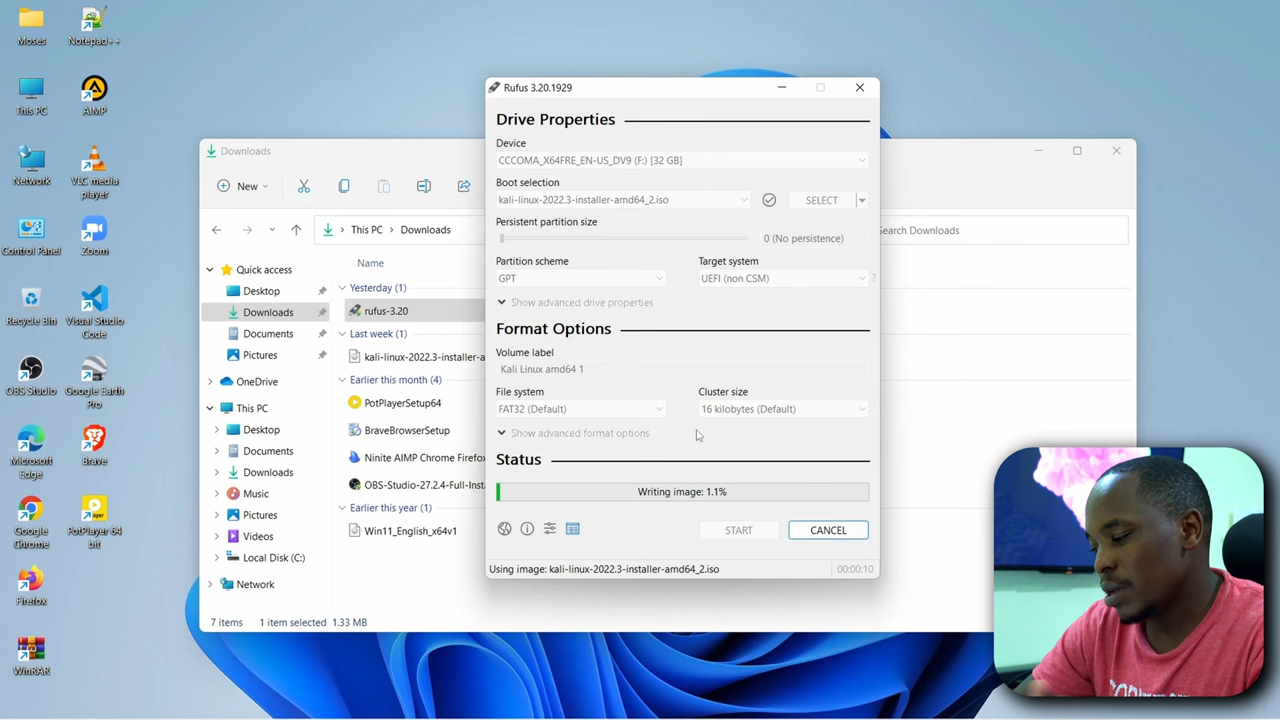 Moses
Notepad++
This PC
AIMP
Network
VLC media
player
Control Panel
Zoom
Recycle Bin
Visual Studio
Code
OBS Studio
Google Earth
Pro
Microsoft
Edge
Brave
Google
Chrome
PotPlayer 64
bit
Firefox
WinRAR
Downloads
New
This PC
Downloads
Search Downloads
Quick access
Desktop
Downloads
Documents
Pictures
OneDrive
This PC
Desktop
Documents
Downloads
Music
Pictures
Videos
Local Disk (C:)
Network
Name
Yesterday (1)
rufus-3.20
Last week (1)
kali-linux-2022.3-installer-a
Earlier this month (4)
PotPlayerSetup64
BraveBrowserSetup
Ninite AIMP Chrome Firefox
OBS-Studio-27.2.4-Full-Inst
Earlier this year (1)
Win11_English_x64v1
7 items
1 item selected
1.33 MB
Rufus 3.20.1929
Drive Properties
Device
CCCOMA_X64FRE_EN-US_DV9 (F:) [32 GB]
Boot selection
kali-linux-2022.3-installer-amd64_2.iso
SELECT
Persistent partition size
0 (No persistence)
Partition scheme
Target system
GPT
UEFI (non CSM)
?
Show advanced drive properties
Format Options
Volume label
Kali Linux amd64 1
File system
Cluster size
FAT32 (Default)
16 kilobytes (Default)
Show advanced format options
Status
Writing image: 1.1%
START
CANCEL
Using image: kali-linux-2022.3-installer-amd64_2.iso
00:00:10